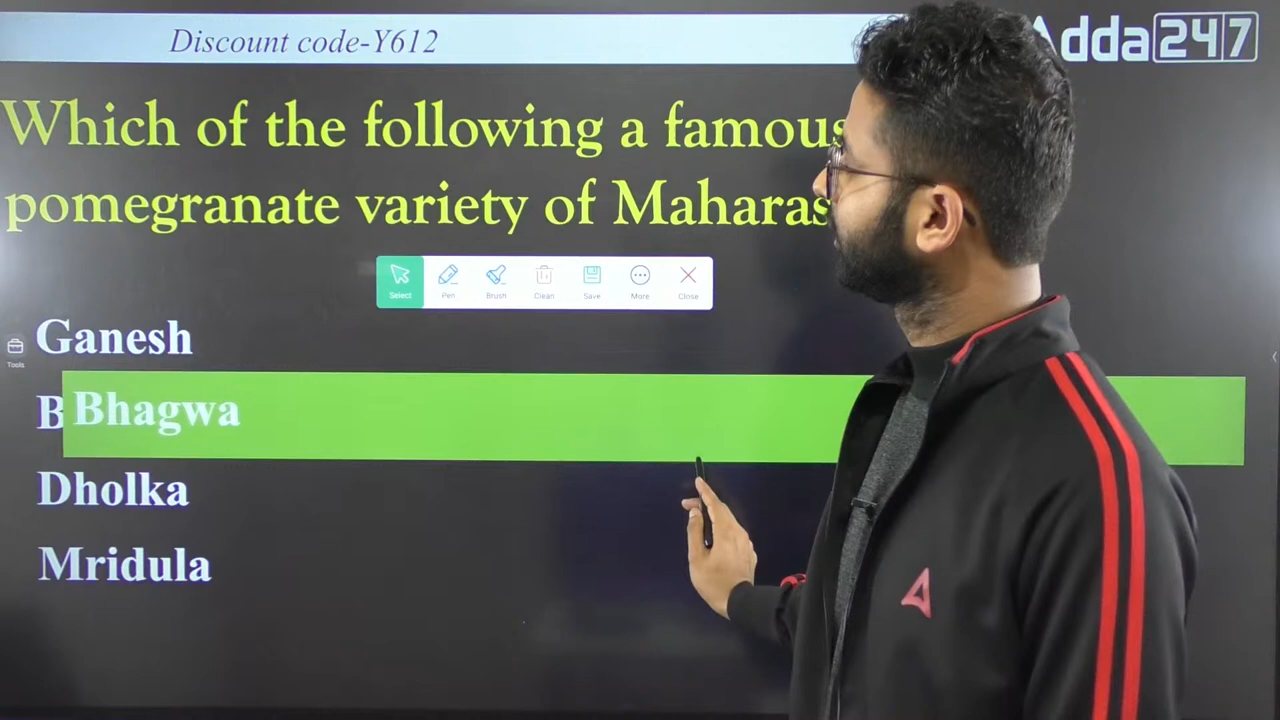 Discount code-Y612
Adda247
Which of the following a famous
pomegranate variety of Maharas
Select
Pen
Brush
Clean
Save
More
Close
Ganesh
Tools
B Bhagwa
Dholka
Mridula